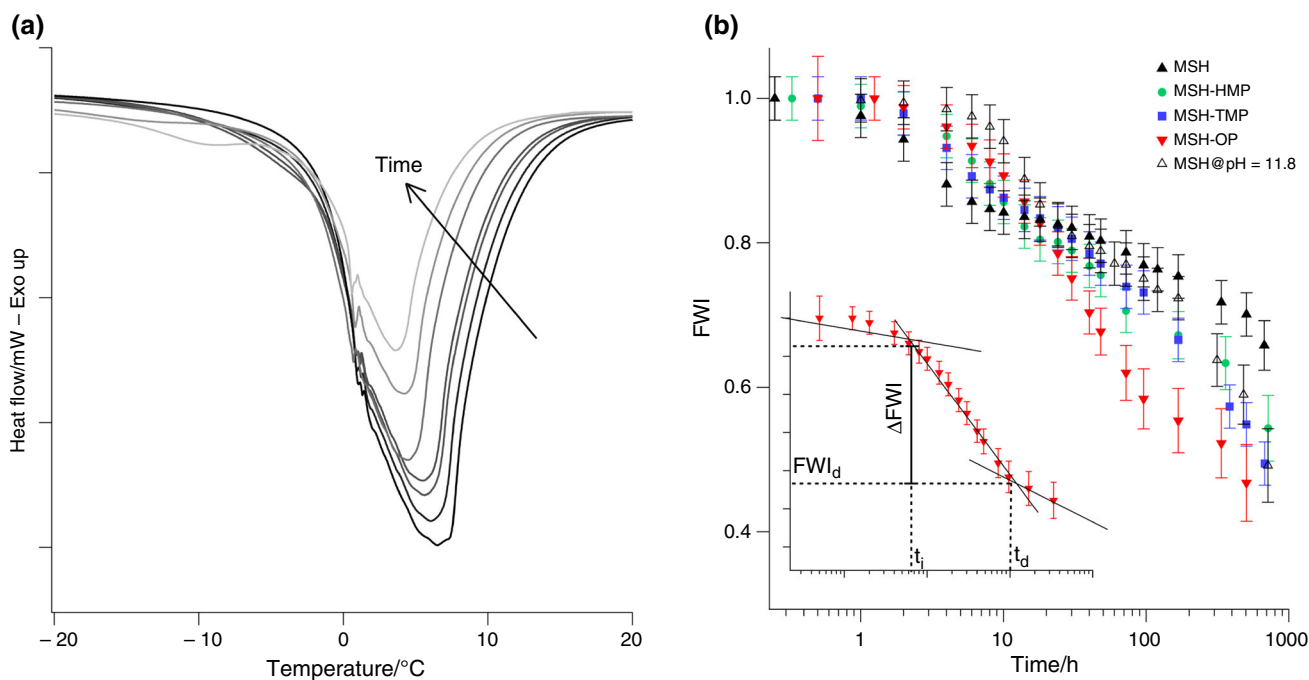 (a)
Heat flow/mW – Exo up
Time
– 20
– 10
0
10
20
Temperature/°C
(b)
FWI
1.0
0.8
0.6
0.4
MSH
MSH-HMP
MSH-TMP
MSH-OP
MSH@pH = 11.8
ΔFWI
FWId
ti
td
1
10
100
1000
Time/h